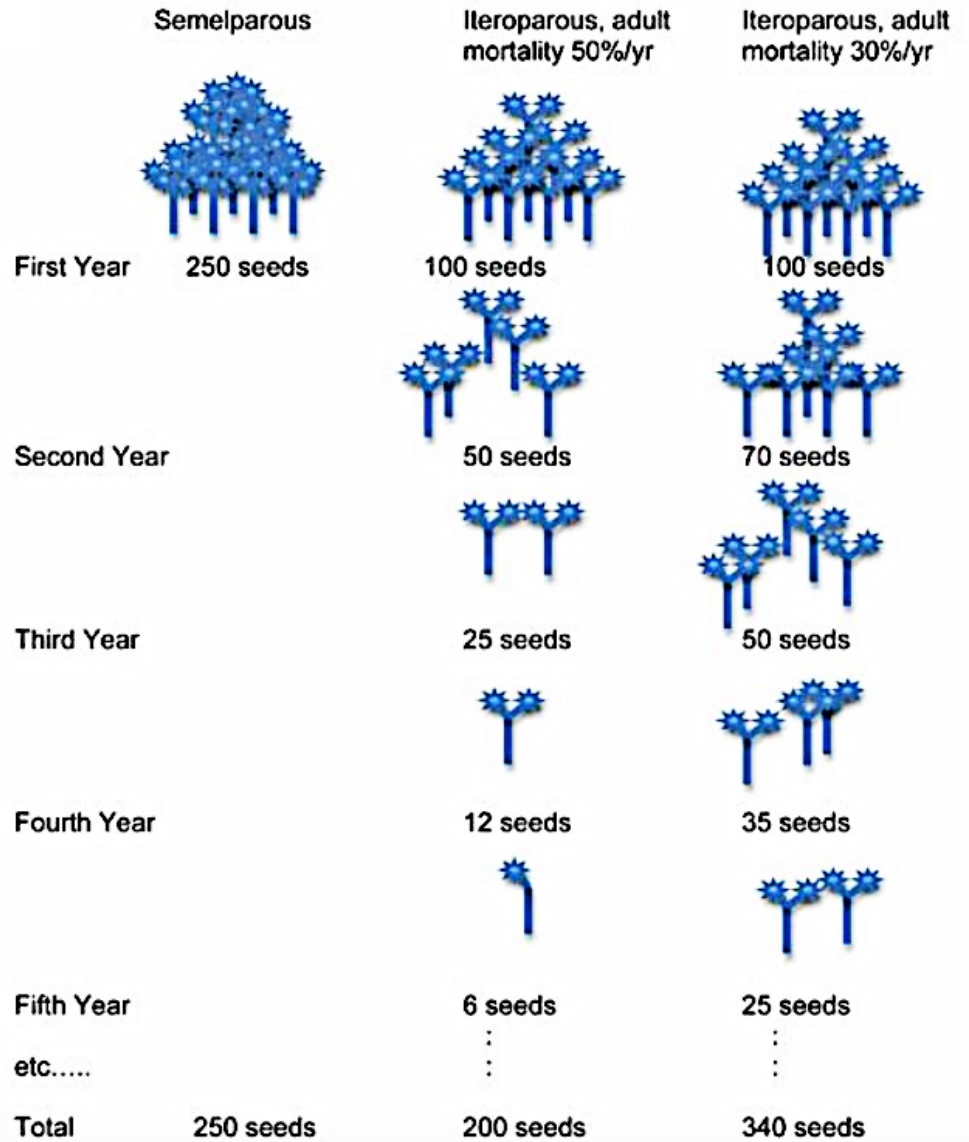 Semelparous Iteroparous, adult Iteroparous, adult
mortality 50%/yr mortality 30%/yr
First Year 250 seeds 100 seeds 100 seeds
Second Year 50 seeds 70 seeds
Third Year 25 seeds 50 seeds
Fourth Year 12 seeds 35 seeds
Fifth Year 6 seeds 25 seeds
etc.....
Total 250 seeds 200 seeds 340 seeds